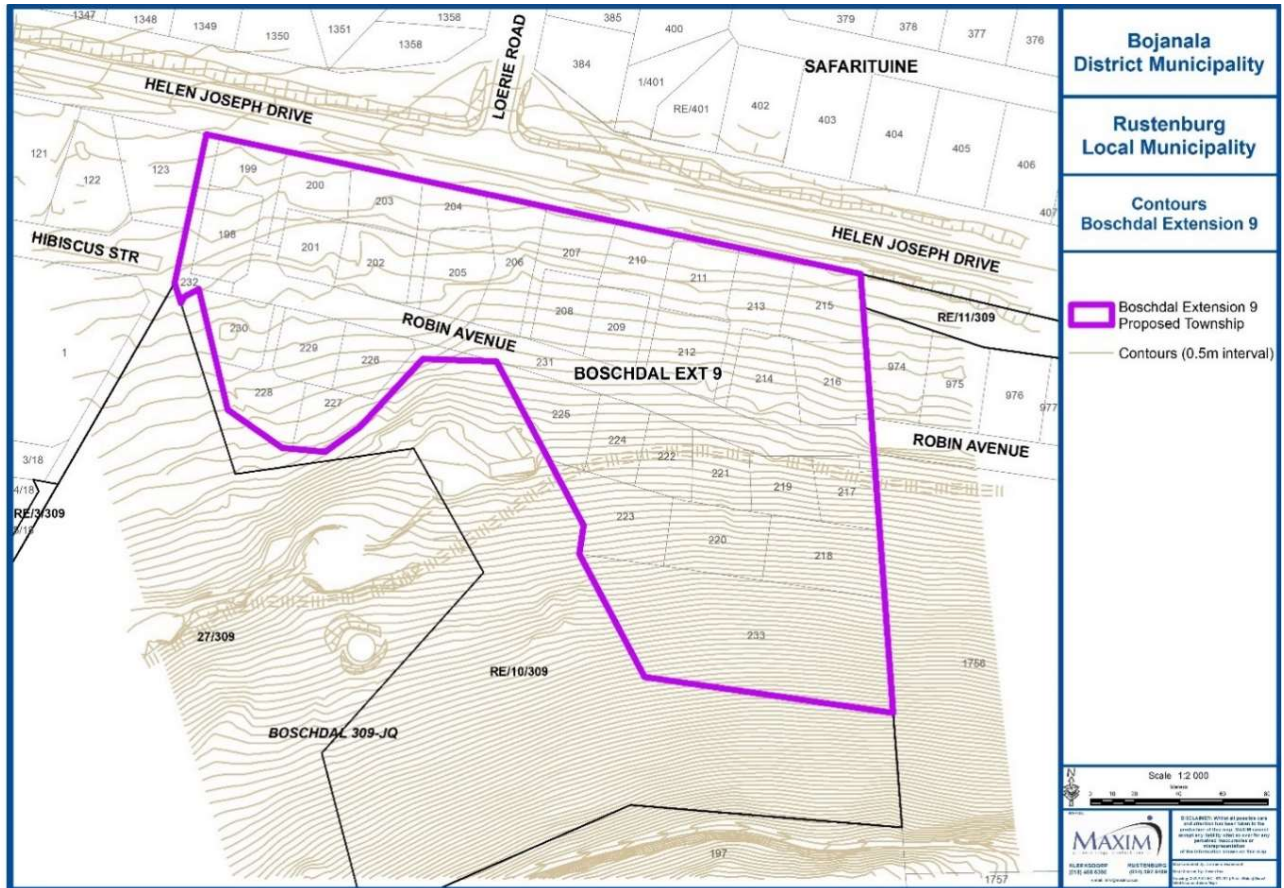 1347
1348
1349
1350
1351
1358
1358
385
400
379
378
377
376
384
1/401
RE/401
402
403
404
405
406
407
SAFARITUINE
LOERIE ROAD
HELEN JOSEPH DRIVE
121
122
123
199
200
203
204
198
201
202
205
206
207
210
211
213
215
HELEN JOSEPH DRIVE
RE/11/309
HIBISCUS STR
232
230
229
226
228
227
ROBIN AVENUE
231
208
209
212
214
216
BOSCHDAL EXT 9
974
975
976
977
ROBIN AVENUE
225
224
222
221
219
217
223
220
218
233
1
3/18
4/18
RE/3/309
27/309
RE/10/309
BOSCHDAL 309-JQ
1756
197
1757
Bojanala
District Municipality
Rustenburg
Local Municipality
Contours
Boschdal Extension 9
Boschdal Extension 9
Proposed Township
Contours (0.5m interval)
Scale 1:2 000
MAXIM
KLERKSDORP
RUSTENBURG